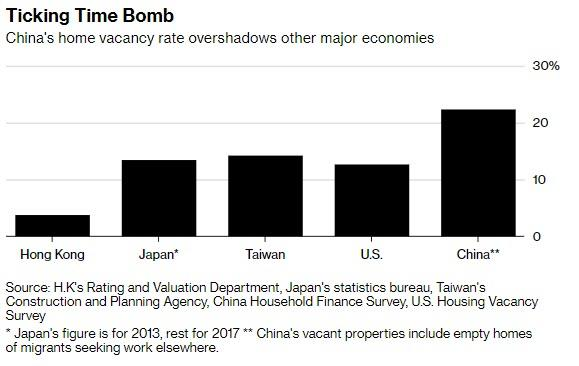 Ticking Time Bomb
China's home vacancy rate overshadows other major economies
30%
20
10
0
Hong Kong Japan* Taiwan U.S. China**
Source: H.K's Rating and Valuation Department, Japan's statistics bureau, Taiwan's
Construction and Planning Agency, China Household Finance Survey, U.S. Housing Vacancy
Survey
* Japan's figure is for 2013, rest for 2017 ** China's vacant properties include empty homes
of migrants seeking work elsewhere.